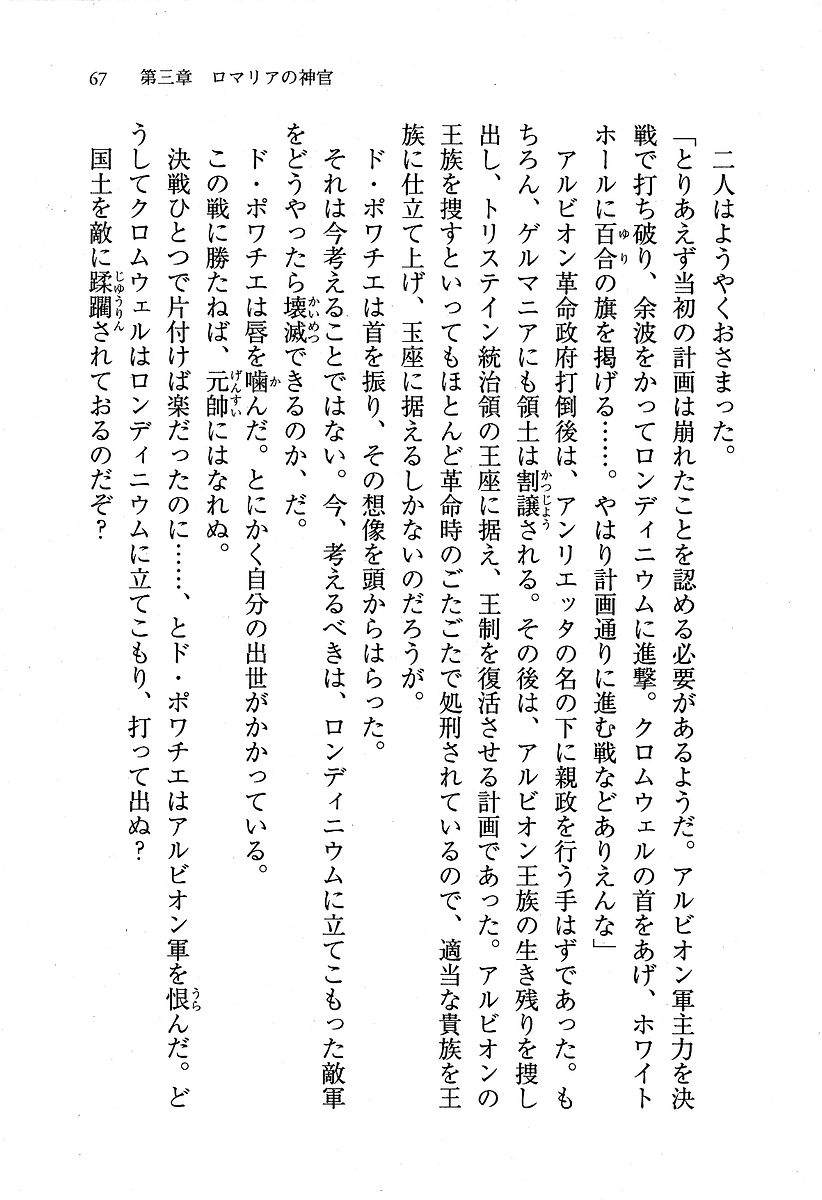 67　第三章　ロマリアの神官
二人はようやくおさまった。
「とりあえず当初の計画は崩れたことを認める必要があるようだ。アルビオン軍主力を決
戦で打ち破り、余波をかってロンディニウムに進撃。クロムウェルの首をあげ、ホワイト
ホールに百合の旗を掲げる……。やはり計画通りに進む戦などありえんな」
アルビオン革命政府打倒後は、アンリエッタの名の下に親政を行う手はずであった。も
ちろん、ゲルマニアにも領土は割譲される。その後は、アルビオン王族の生き残りを捜し
出し、トリステイン統治領の王座に据え、王制を復活させる計画であった。アルビオンの
王族を捜すといってもほとんど革命時のごたごたで処刑されているので、適当な貴族を王
族に仕立て上げ、玉座に据えるしかないのだろうが。
ド・ポワチエは首を振り、その想像を頭からはらった。
それは今考えることではない。今、考えるべきは、ロンディニウムに立てこもった敵軍
をどうやったら壊滅できるのか、だ。
ド・ポワチエは唇を噛んだ。とにかく自分の出世がかかっている。
この戦に勝たねば、元帥にはなれぬ。
決戦ひとつで片付けば楽だったのに……、とド・ポワチエはアルビオン軍を恨んだ。ど
うしてクロムウェルはロンディニウムに立てこもり、打って出ぬ？
国土を敵に蹂躙されておるのだぞ？